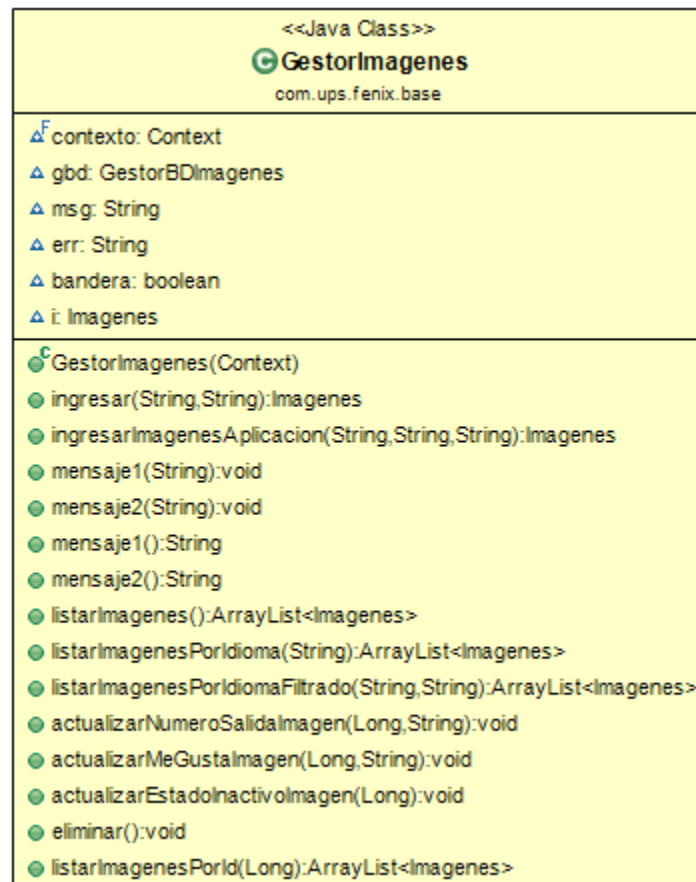 <<Java Class>>
C GestorImagenes
com.ups.fenix.base
F contexto: Context
gbd: GestorBDImagenes
msg: String
err: String
bandera: boolean
i: Imagenes
C GestorImagenes(Context)
ingresar(String,String):Imagenes
ingresarImagenesAplicacion(String,String,String):Imagenes
mensaje1(String):void
mensaje2(String):void
mensaje1():String
mensaje2():String
listarImagenes():ArrayList<Imagenes>
listarImagenesPorIdioma(String):ArrayList<Imagenes>
listarImagenesPorIdiomaFiltrado(String,String):ArrayList<Imagenes>
actualizarNumeroSalidaImagen(Long,String):void
actualizarMeGustaImagen(Long,String):void
actualizarEstadoInactivoImagen(Long):void
eliminar():void
listarImagenesPorId(Long):ArrayList<Imagenes>